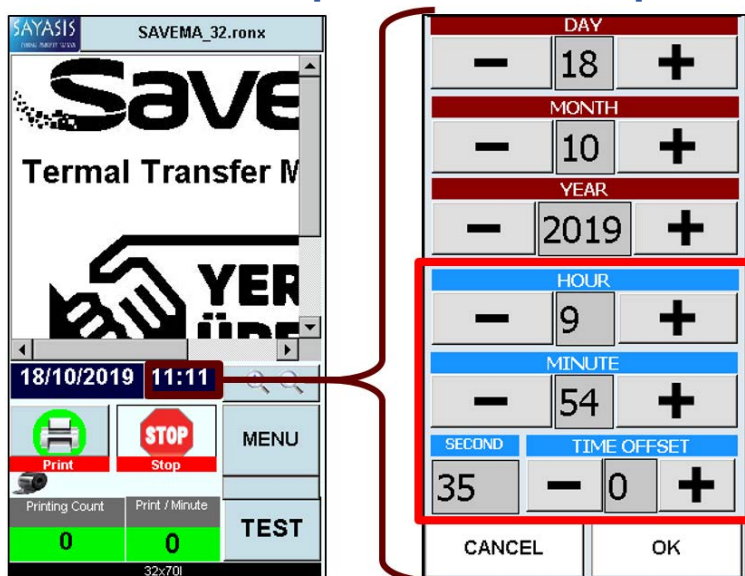 SAYASIS
SAVEMA_32.ronx
Save
Termal Transfer M
YER
18/10/2019 11:11
STOP
MENU
Print
Stop
Printing Count
Print / Minute
0
0
TEST
32x70l
DAY
− 18 +
MONTH
− 10 +
YEAR
− 2019 +
HOUR
− 9 +
MINUTE
− 54 +
SECOND
TIME OFFSET
35
− 0 +
CANCEL
OK